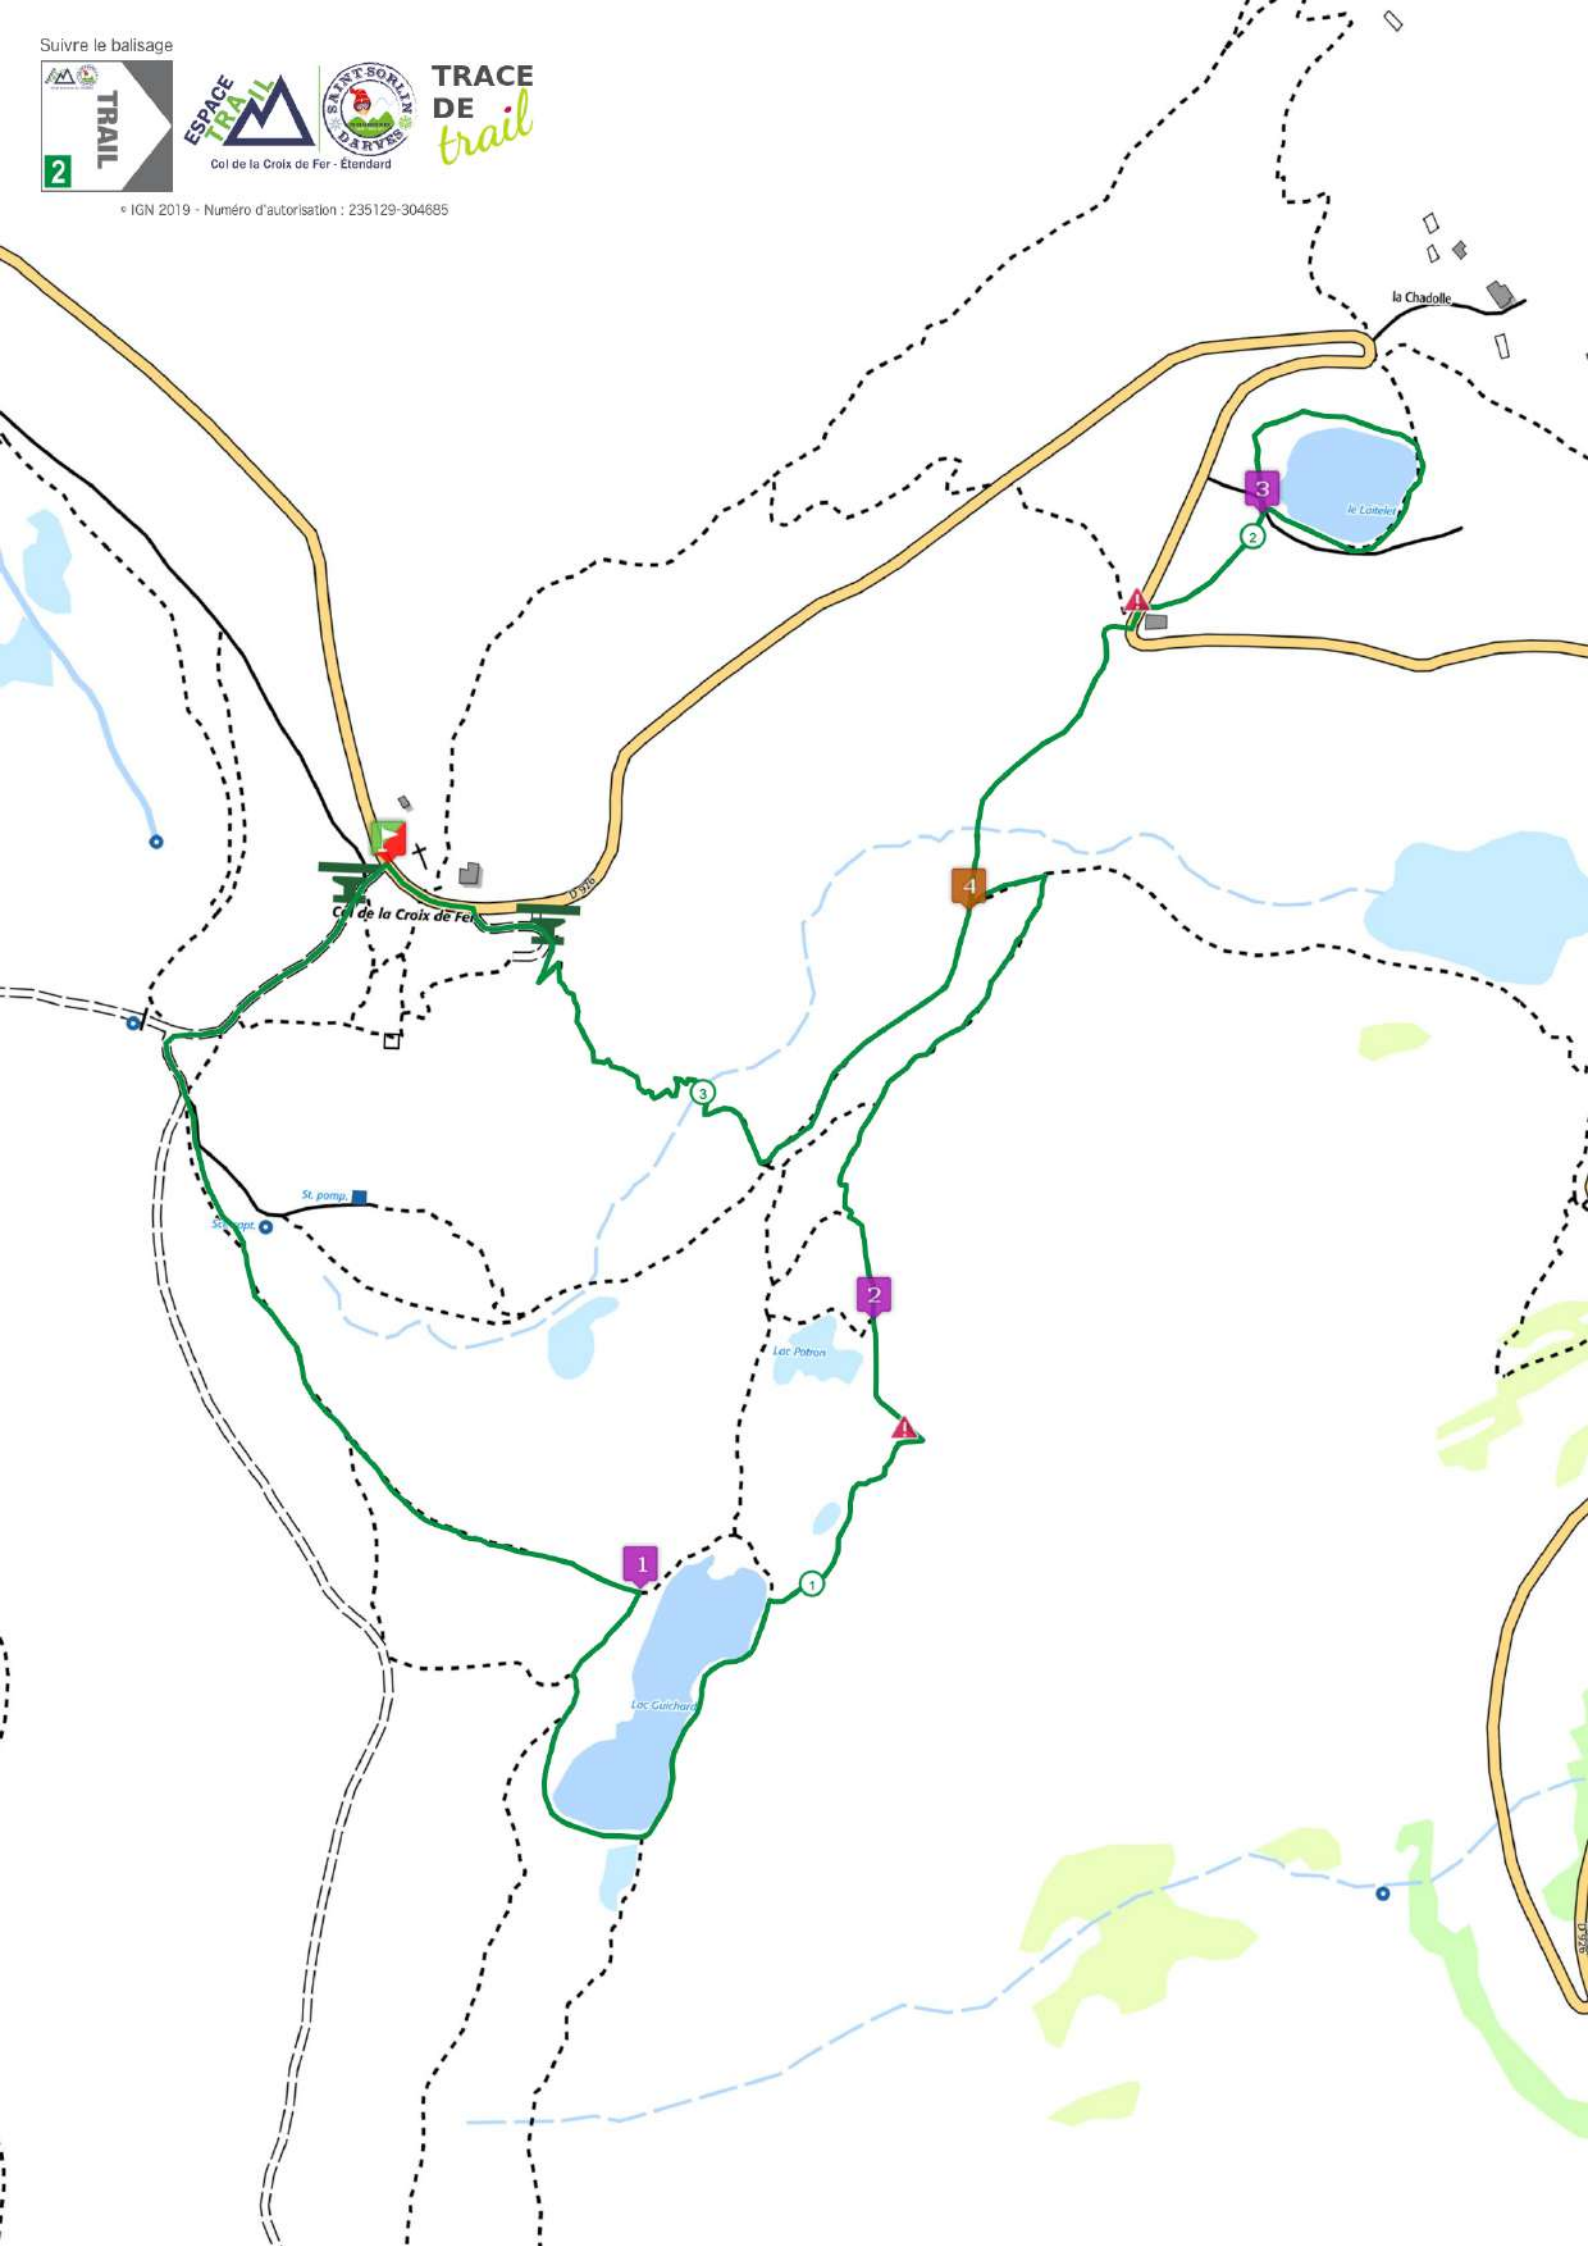 Suivre le balisage
TRAIL
2
ESPACE
TRAIL
Col de la Croix de Fer - Étendard
SAINT-SORLIN
D'ARVES
TRACE
DE
trail
© IGN 2019 - Numéro d'autorisation : 235129-304685
la Chadolle
3
le Laitelet
2
D 926
Col de la Croix de Fer
4
3
St. pomp.
2
Lac Potron
1
1
Lac Guichard
D 926